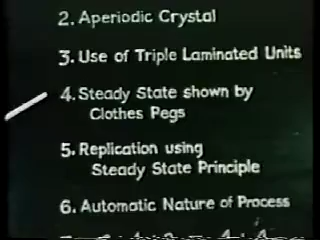 2. Aperiodic Crystal
3. Use of Triple Laminated Units
4. Steady State shown by
Clothes Pegs
5. Replication using
Steady State Principle
6. Automatic Nature of Process